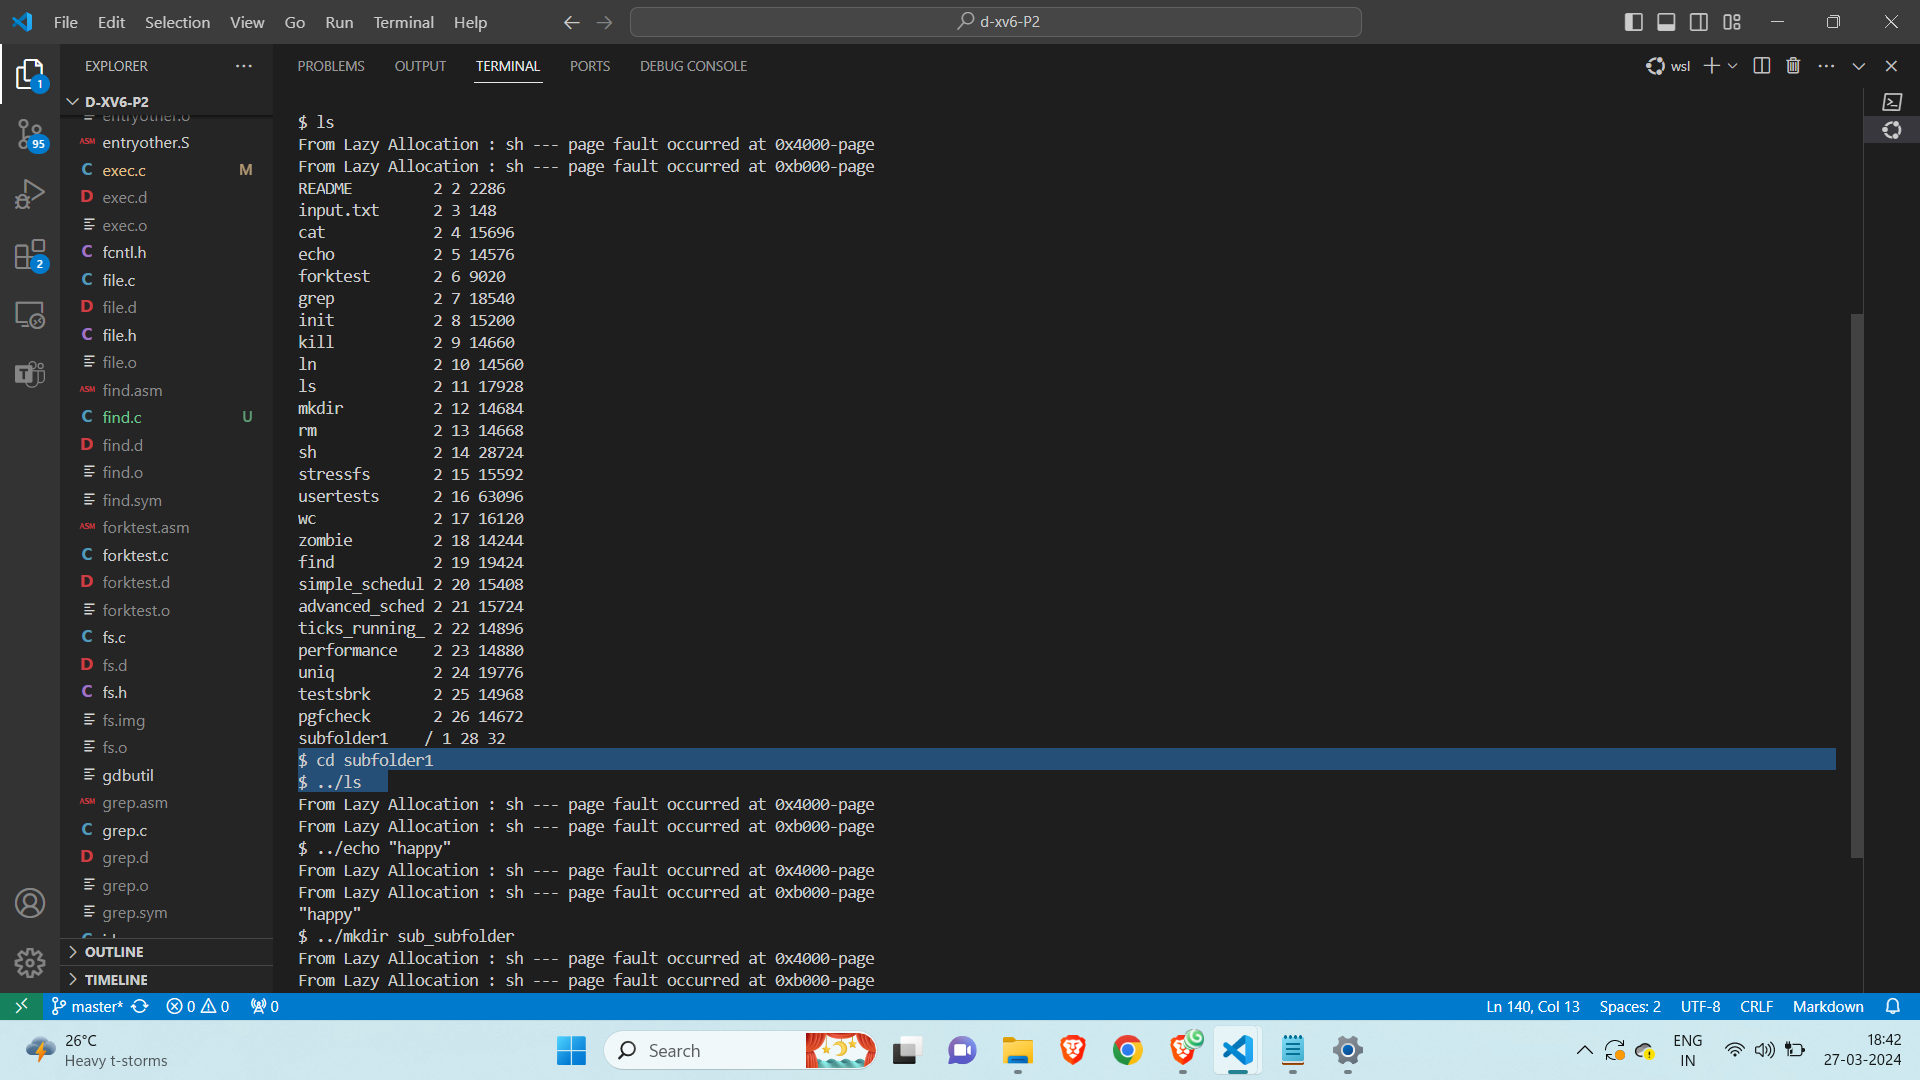 File Edit Selection View Go Run Terminal Help
d-xv6-P2
EXPLORER
PROBLEMS OUTPUT TERMINAL PORTS DEBUG CONSOLE
wsl
1
95
2
D-XV6-P2
entryother.o
ASM entryother.S
C exec.c M
D exec.d
exec.o
C fcntl.h
C file.c
D file.d
C file.h
file.o
ASM find.asm
C find.c U
D find.d
find.o
find.sym
ASM forktest.asm
C forktest.c
D forktest.d
forktest.o
C fs.c
D fs.d
C fs.h
fs.img
fs.o
gdbutil
ASM grep.asm
C grep.c
D grep.d
grep.o
grep.sym
OUTLINE
TIMELINE
$ ls
From Lazy Allocation : sh --- page fault occurred at 0x4000-page
From Lazy Allocation : sh --- page fault occurred at 0xb000-page
README 2 2 2286
input.txt 2 3 148
cat 2 4 15696
echo 2 5 14576
forktest 2 6 9020
grep 2 7 18540
init 2 8 15200
kill 2 9 14660
ln 2 10 14560
ls 2 11 17928
mkdir 2 12 14684
rm 2 13 14668
sh 2 14 28724
stressfs 2 15 15592
usertests 2 16 63096
wc 2 17 16120
zombie 2 18 14244
find 2 19 19424
simple_schedul 2 20 15408
advanced_sched 2 21 15724
ticks_running_ 2 22 14896
performance 2 23 14880
uniq 2 24 19776
testsbrk 2 25 14968
pgfcheck 2 26 14672
subfolder1 / 1 28 32
$ cd subfolder1
$ ../ls
From Lazy Allocation : sh --- page fault occurred at 0x4000-page
From Lazy Allocation : sh --- page fault occurred at 0xb000-page
$ ../echo "happy"
From Lazy Allocation : sh --- page fault occurred at 0x4000-page
From Lazy Allocation : sh --- page fault occurred at 0xb000-page
"happy"
$ ../mkdir sub_subfolder
From Lazy Allocation : sh --- page fault occurred at 0x4000-page
From Lazy Allocation : sh --- page fault occurred at 0xb000-page
master* 0 0 0
Ln 140, Col 13 Spaces: 2 UTF-8 CRLF Markdown
26°C
Heavy t-storms
Search
ENG
IN
18:42
27-03-2024